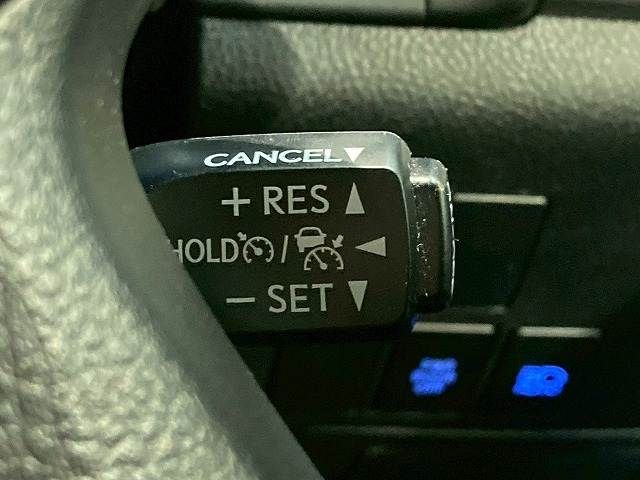 CANCEL▼
+ RES ▲
HOLD / ◀
− SET ▼